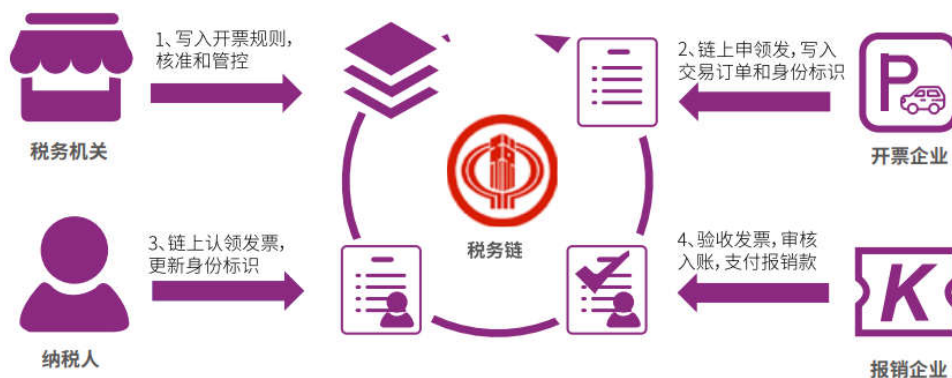 1、写入开票规则，
核准和管控
税务机关
2、链上申领发，写入
交易订单和身份标识
P
开票企业
税务链
3、链上认领发票，
更新身份标识
纳税人
4、验收发票，审核
入账，支付报销款
K
报销企业